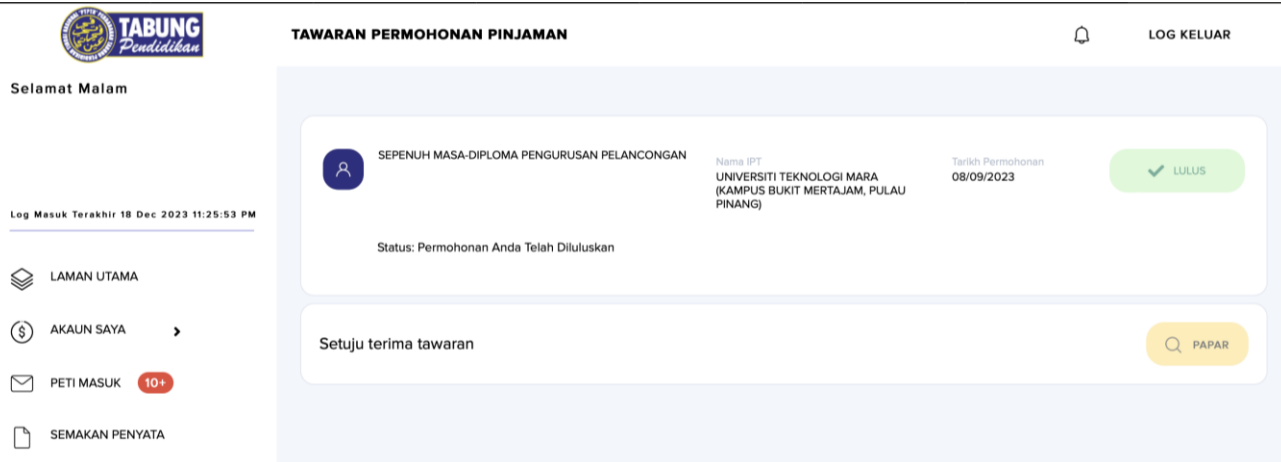 TABUNG
Pendidikan
TAWARAN PERMOHONAN PINJAMAN
LOG KELUAR
Selamat Malam
SEPENUH MASA-DIPLOMA PENGURUSAN PELANCONGAN
Nama IPT
UNIVERSITI TEKNOLOGI MARA
(KAMPUS BUKIT MERTAJAM, PULAU
PINANG)
Tarikh Permohonan
08/09/2023
LULUS
Status: Permohonan Anda Telah Diluluskan
Log Masuk Terakhir 18 Dec 2023 11:25:53 PM
LAMAN UTAMA
AKAUN SAYA
PETI MASUK 10+
SEMAKAN PENYATA
Setuju terima tawaran
PAPAR